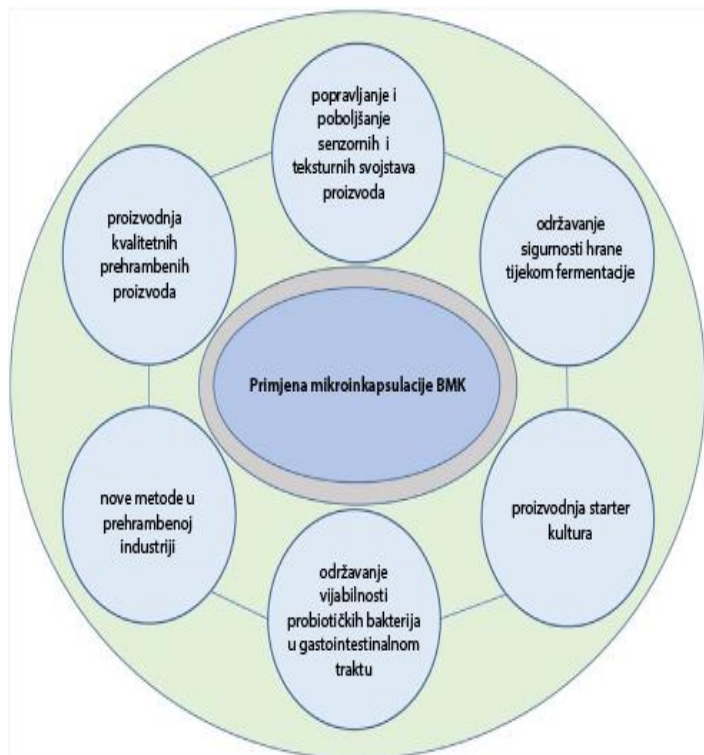 popravljanje i
poboljšanje
senzornih i
teksturnih svojstava
proizvoda
održavanje
sigurnosti hrane
tijekom fermentacije
proizvodnja starter
kultura
održavanje
vijabilnosti
probiotičkih bakterija
u gastointestinalnom
traktu
nove metode u
prehrambenoj
industriji
proizvodnja
kvalitetnih
prehrambenih
proizvoda
Primjena mikroinkapsulacije BMK